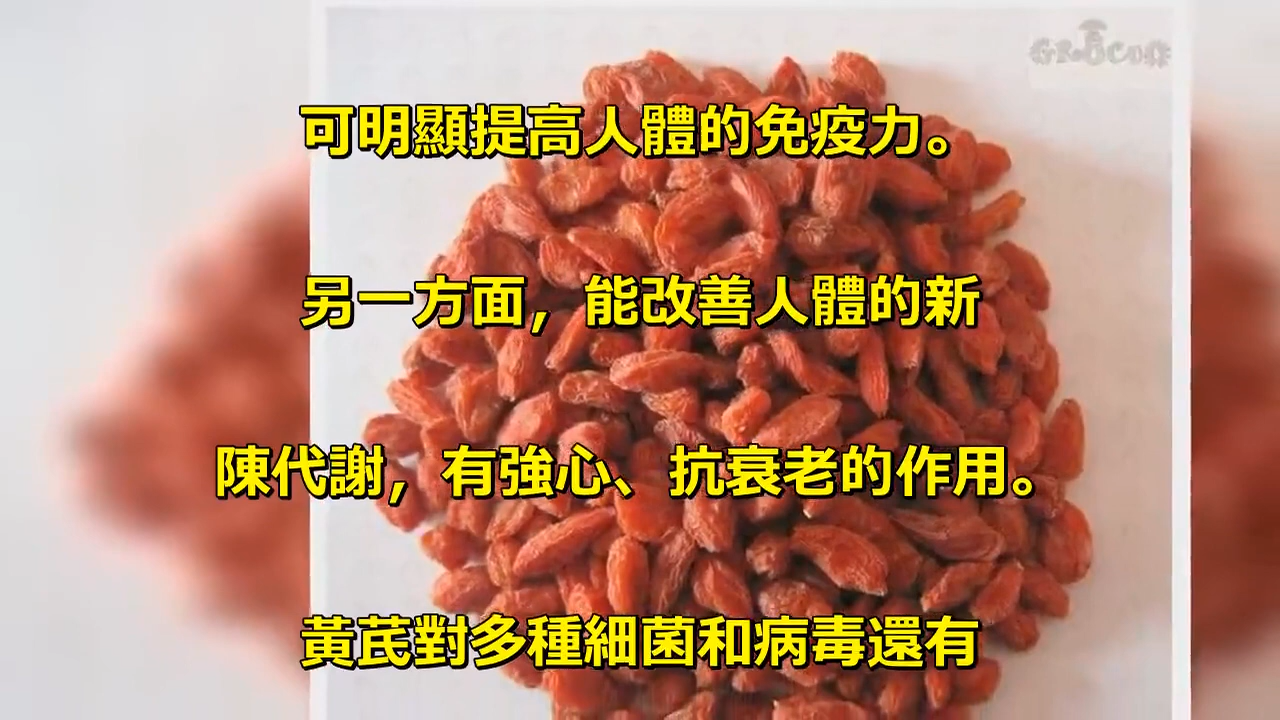 可明顯提高人體的免疫力。
另一方面，能改善人體的新
陳代謝，有強心、抗衰老的作用。
黃芪對多種細菌和病毒還有